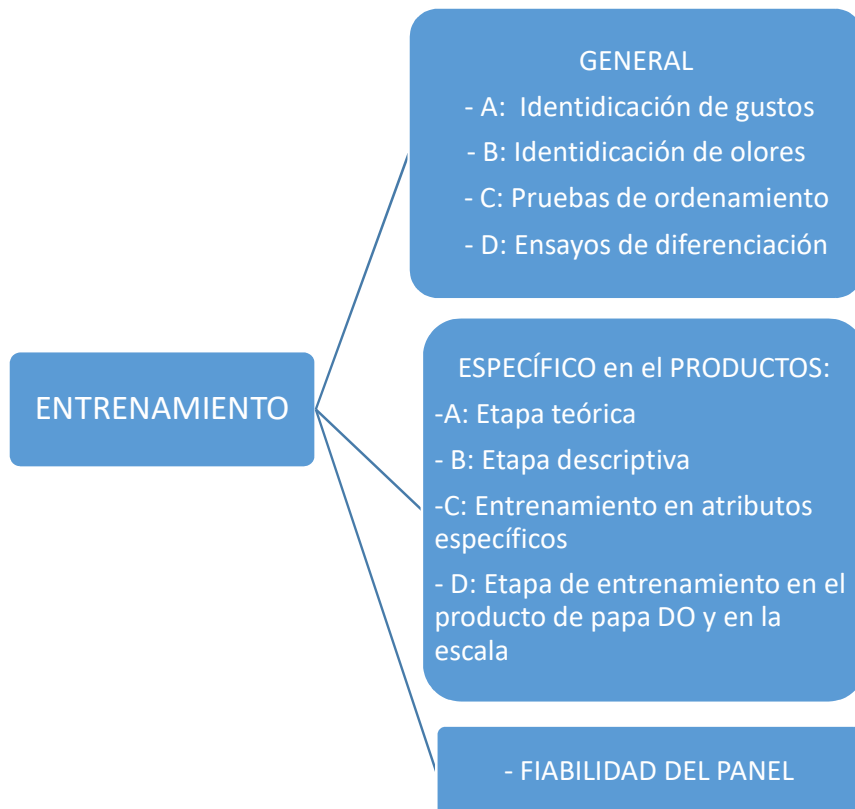 GENERAL
- A:  Identidicación de gustos
- B: Identidicación de olores
- C: Pruebas de ordenamiento
- D: Ensayos de diferenciación
ENTRENAMIENTO
ESPECÍFICO en el PRODUCTOS:
-A: Etapa teórica
- B: Etapa descriptiva
-C: Entrenamiento en atributos
específicos
- D: Etapa de entrenamiento en el
producto de papa DO y en la
escala
- FIABILIDAD DEL PANEL